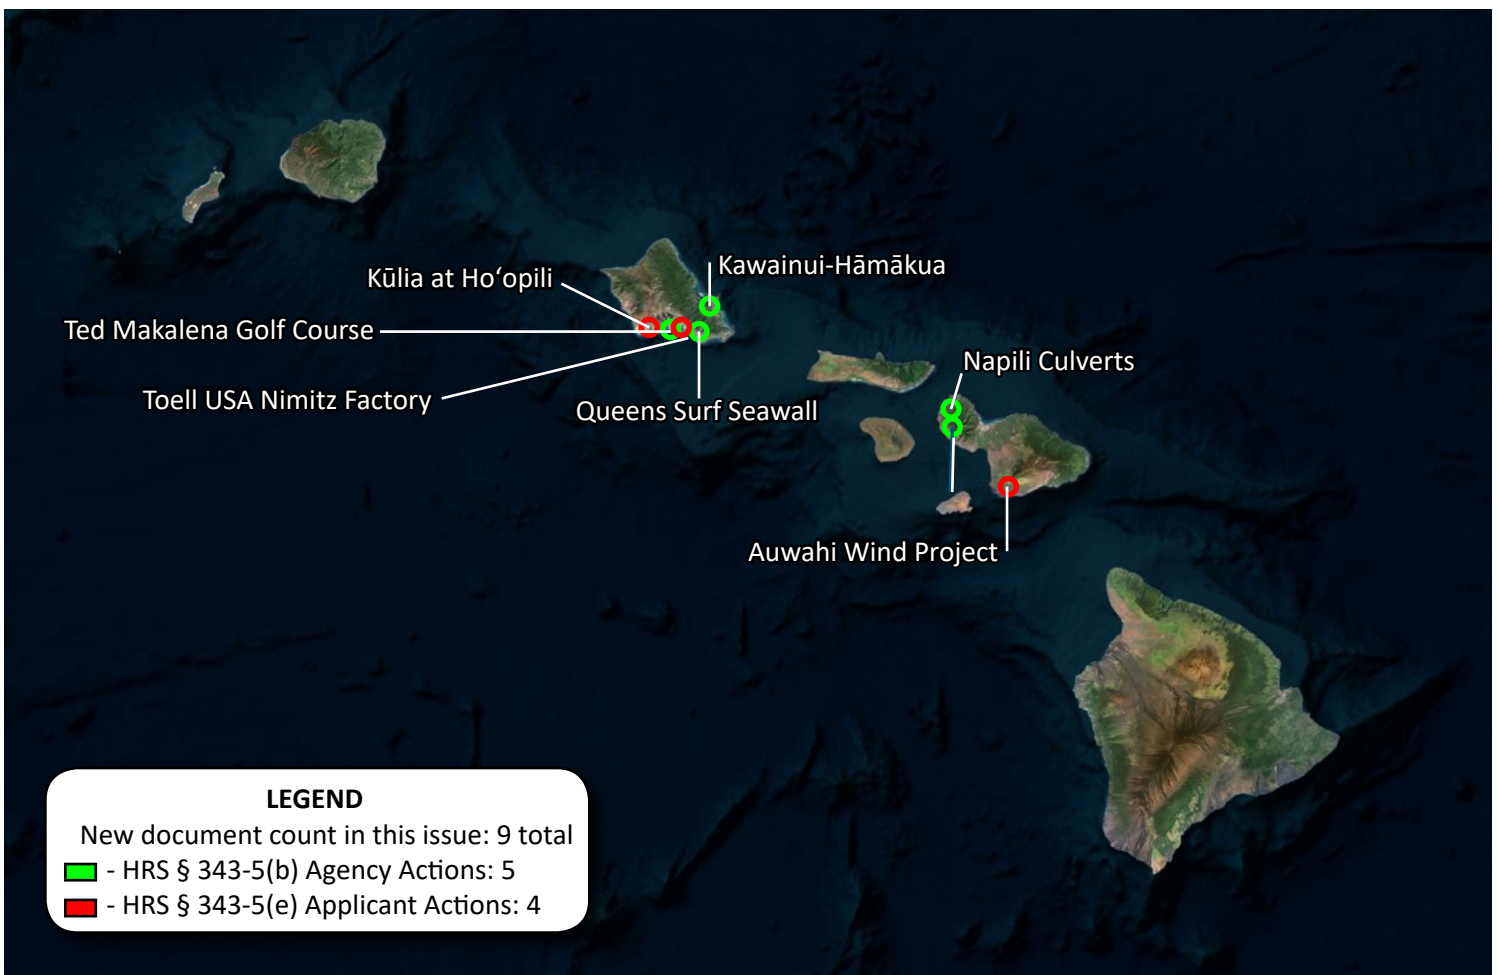 Kawainui-Hāmākua
Kūlia at Hoʻopili
Ted Makalena Golf Course
Napili Culverts
Toell USA Nimitz Factory
Queens Surf Seawall
Auwahi Wind Project
LEGEND
New document count in this issue: 9 total
- HRS § 343-5(b) Agency Actions: 5
- HRS § 343-5(e) Applicant Actions: 4